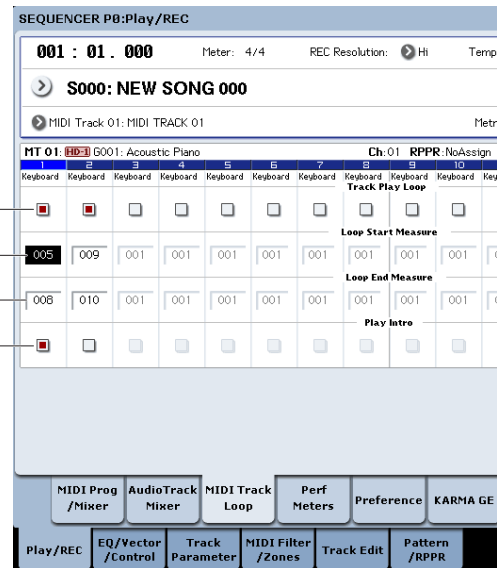 SEQUENCER P0:Play/REC
001 : 01 . 000 Meter: 4/4 REC Resolution: Hi Temp
S000: NEW SONG 000
MIDI Track 01: MIDI TRACK 01 Metr
MT 01: HD-1 G001: Acoustic Piano Ch:01 RPPR:NoAssign
1 2 3 4 5 6 7 8 9 10
Keyboard Keyboard Keyboard Keyboard Keyboard Keyboard Keyboard Keyboard Keyboard Keyboard Key
Track Play Loop
Loop Start Measure
005 009 001 001 001 001 001 001 001 001
Loop End Measure
008 010 001 001 001 001 001 001 001 001
Play Intro
MIDI Prog /Mixer AudioTrack Mixer MIDI Track Loop Perf Meters Preference KARMA GE
Play/REC EQ/Vector /Control Track Parameter MIDI Filter /Zones Track Edit Pattern /RPPR